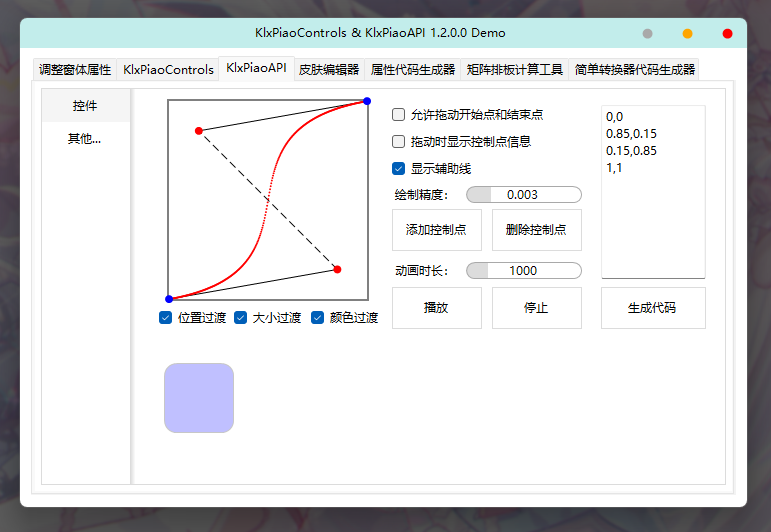 KlxPiaoControls & KlxPiaoAPI 1.2.0.0 Demo
调整窗体属性 KlxPiaoControls KlxPiaoAPI 皮肤编辑器 属性代码生成器 矩阵排板计算工具 简单转换器代码生成器
控件
其他...
允许拖动开始点和结束点
拖动时显示控制点信息
显示辅助线
绘制精度： 0.003
添加控制点 删除控制点
动画时长： 1000
播放 停止 生成代码
0,0
0.85,0.15
0.15,0.85
1,1
位置过渡 大小过渡 颜色过渡